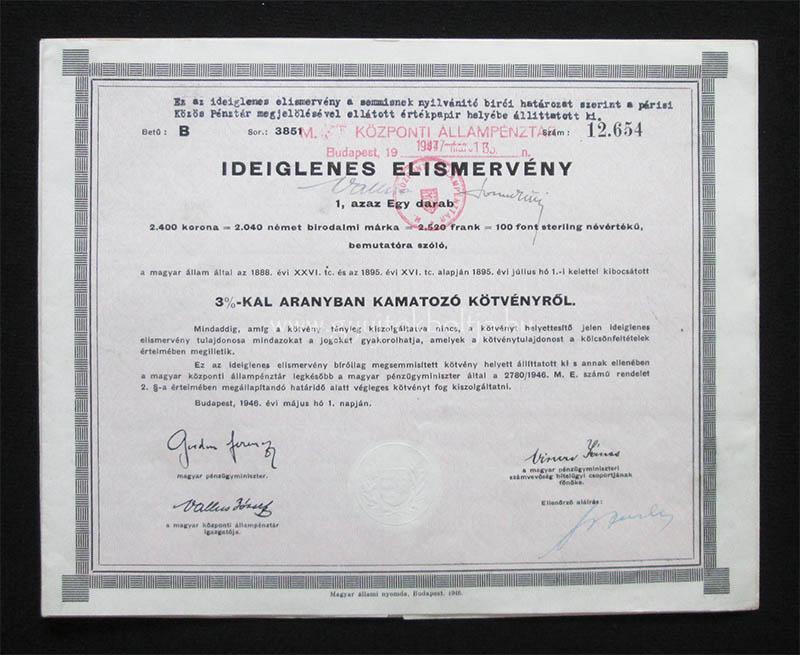 Ez az ideiglenes elismervény a semmisnek nyilvánító birói határozat szerint a párisi
Közös Pénztár megjelölésével ellátott értékpapir helyébe állittatott ki.
Betű: B Sor.: 3851 Szám: 12.654
M. KÖZPONTI ÁLLAMPÉNZTÁR
Budapest, 19 n.
IDEIGLENES ELISMERVÉNY
1, azaz Egy darab
2.400 korona = 2.040 német birodalmi márka = 2.520 frank = 100 font sterling névértékű,
bemutatóra szóló,
a magyar állam által az 1888. évi XXVI. tc. és az 1895. évi XVI. tc. alapján 1895. évi július hó 1.-i kelettel kibocsátott
3%-KAL ARANYBAN KAMATOZÓ KÖTVÉNYRŐL.
Mindaddig, amíg a kötvény tényleg kiszolgáltatva nincs, a kötvényt helyettesítő jelen ideiglenes
elismervény tulajdonosa mindazokat a jogokat gyakorolhatja, amelyek a kötvénytulajdonost a kölcsönfeltételek
értelmében megilletik.
Ez az ideiglenes elismervény bíróilag megsemmisített kötvény helyett állíttatott ki s annak ellenében
a magyar központi állampénztár legkésőbb a magyar pénzügyminiszter által a 2780/1946. M. E. számú rendelet
2. §-a értelmében megállapítandó határidő alatt végleges kötvényt fog kiszolgáltatni.
Budapest, 1946. évi május hó 1. napján.
magyar pénzügyminiszter.
a magyar pénzügyminiszteri
számvevőség hitelügyi csoportjának
főnöke.
Vallus József
a magyar központi állampénztár
igazgatója.
Ellenőrző aláírás:
Magyar állami nyomda, Budapest. 1946.